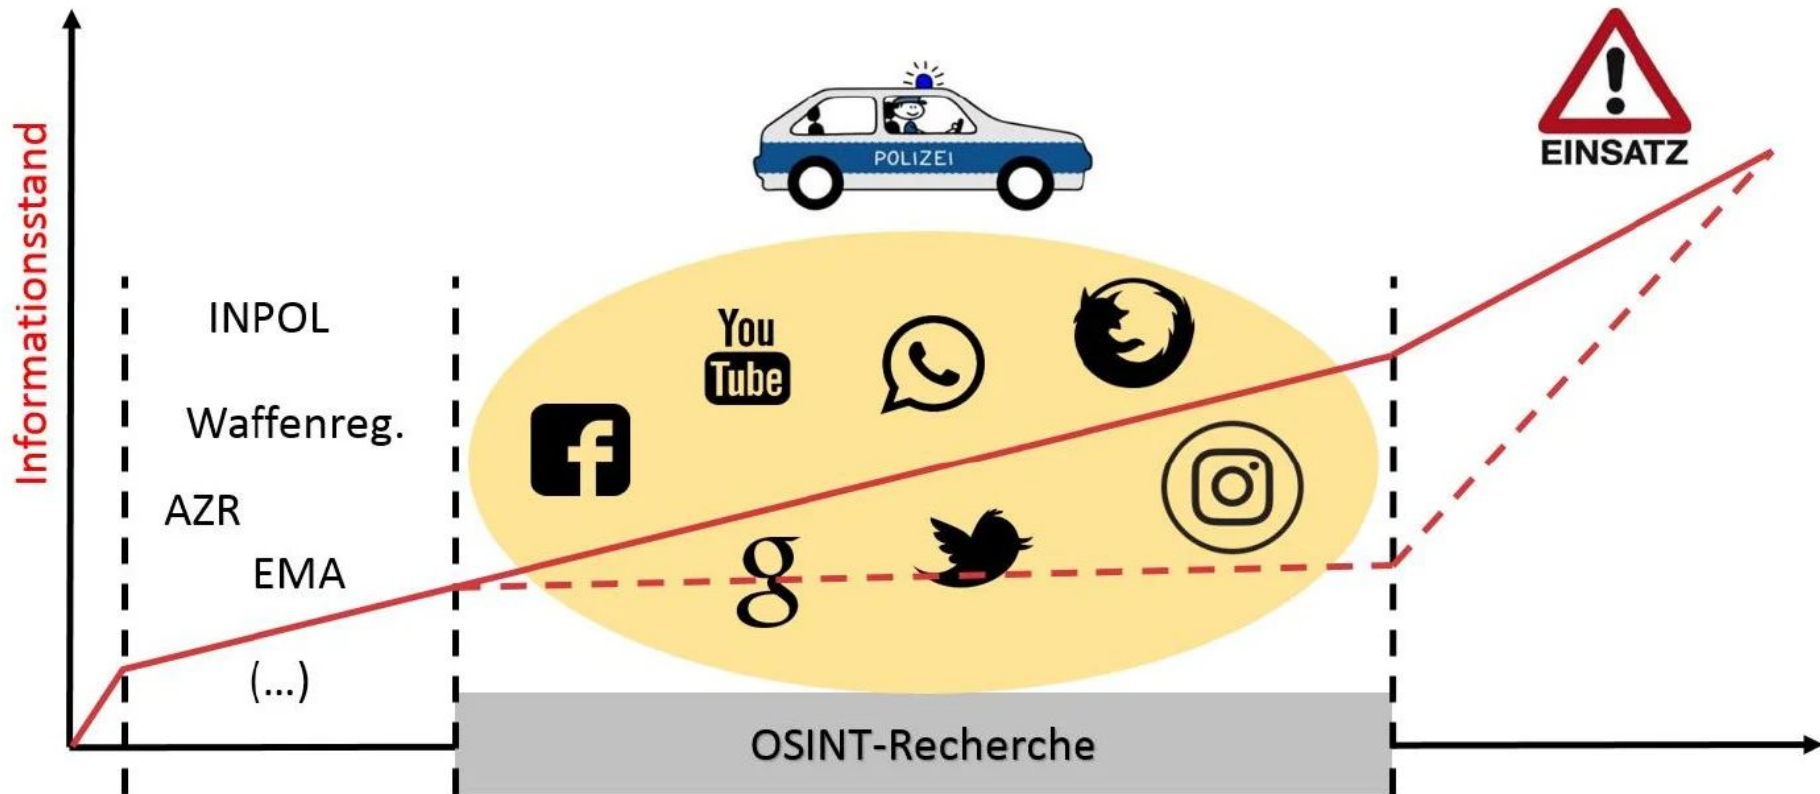 Informationsstand
INPOL
Waffenreg.
AZR
EMA
(...)
POLIZEI
You
Tube
f
g
OSINT-Recherche
!
EINSATZ